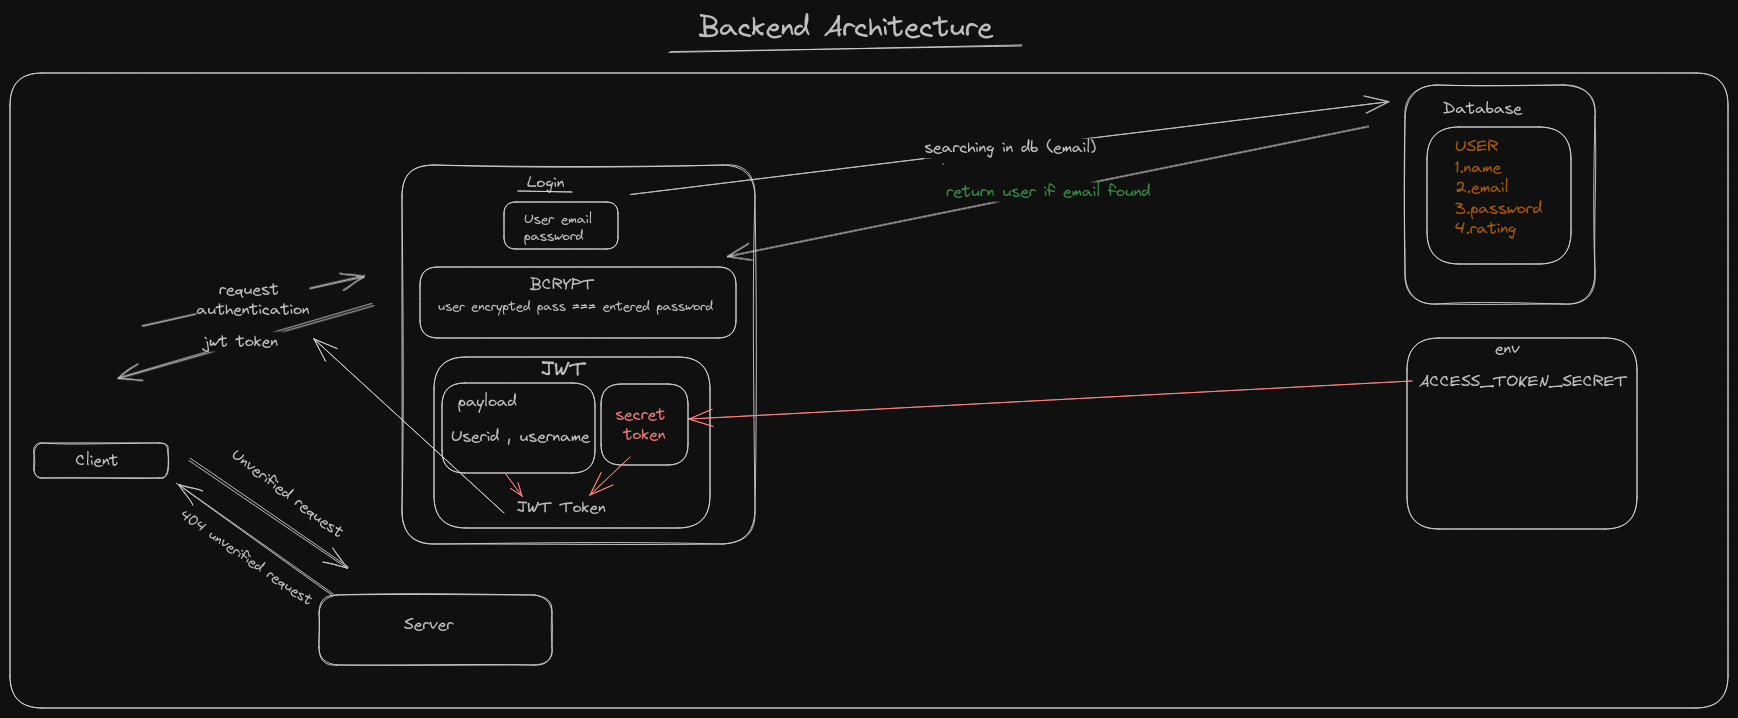 Backend Architecture
Database
USER
1.name
2.email
3.password
4.rating
searching in db (email)
return user if email found
Login
User email
password
BCRYPT
user encrypted pass === entered password
request
authentication
jwt token
JWT
payload
Userid , username
secret
token
JWT Token
env
ACCESS_TOKEN_SECRET
Client
Unverified request
404 unverified request
Server